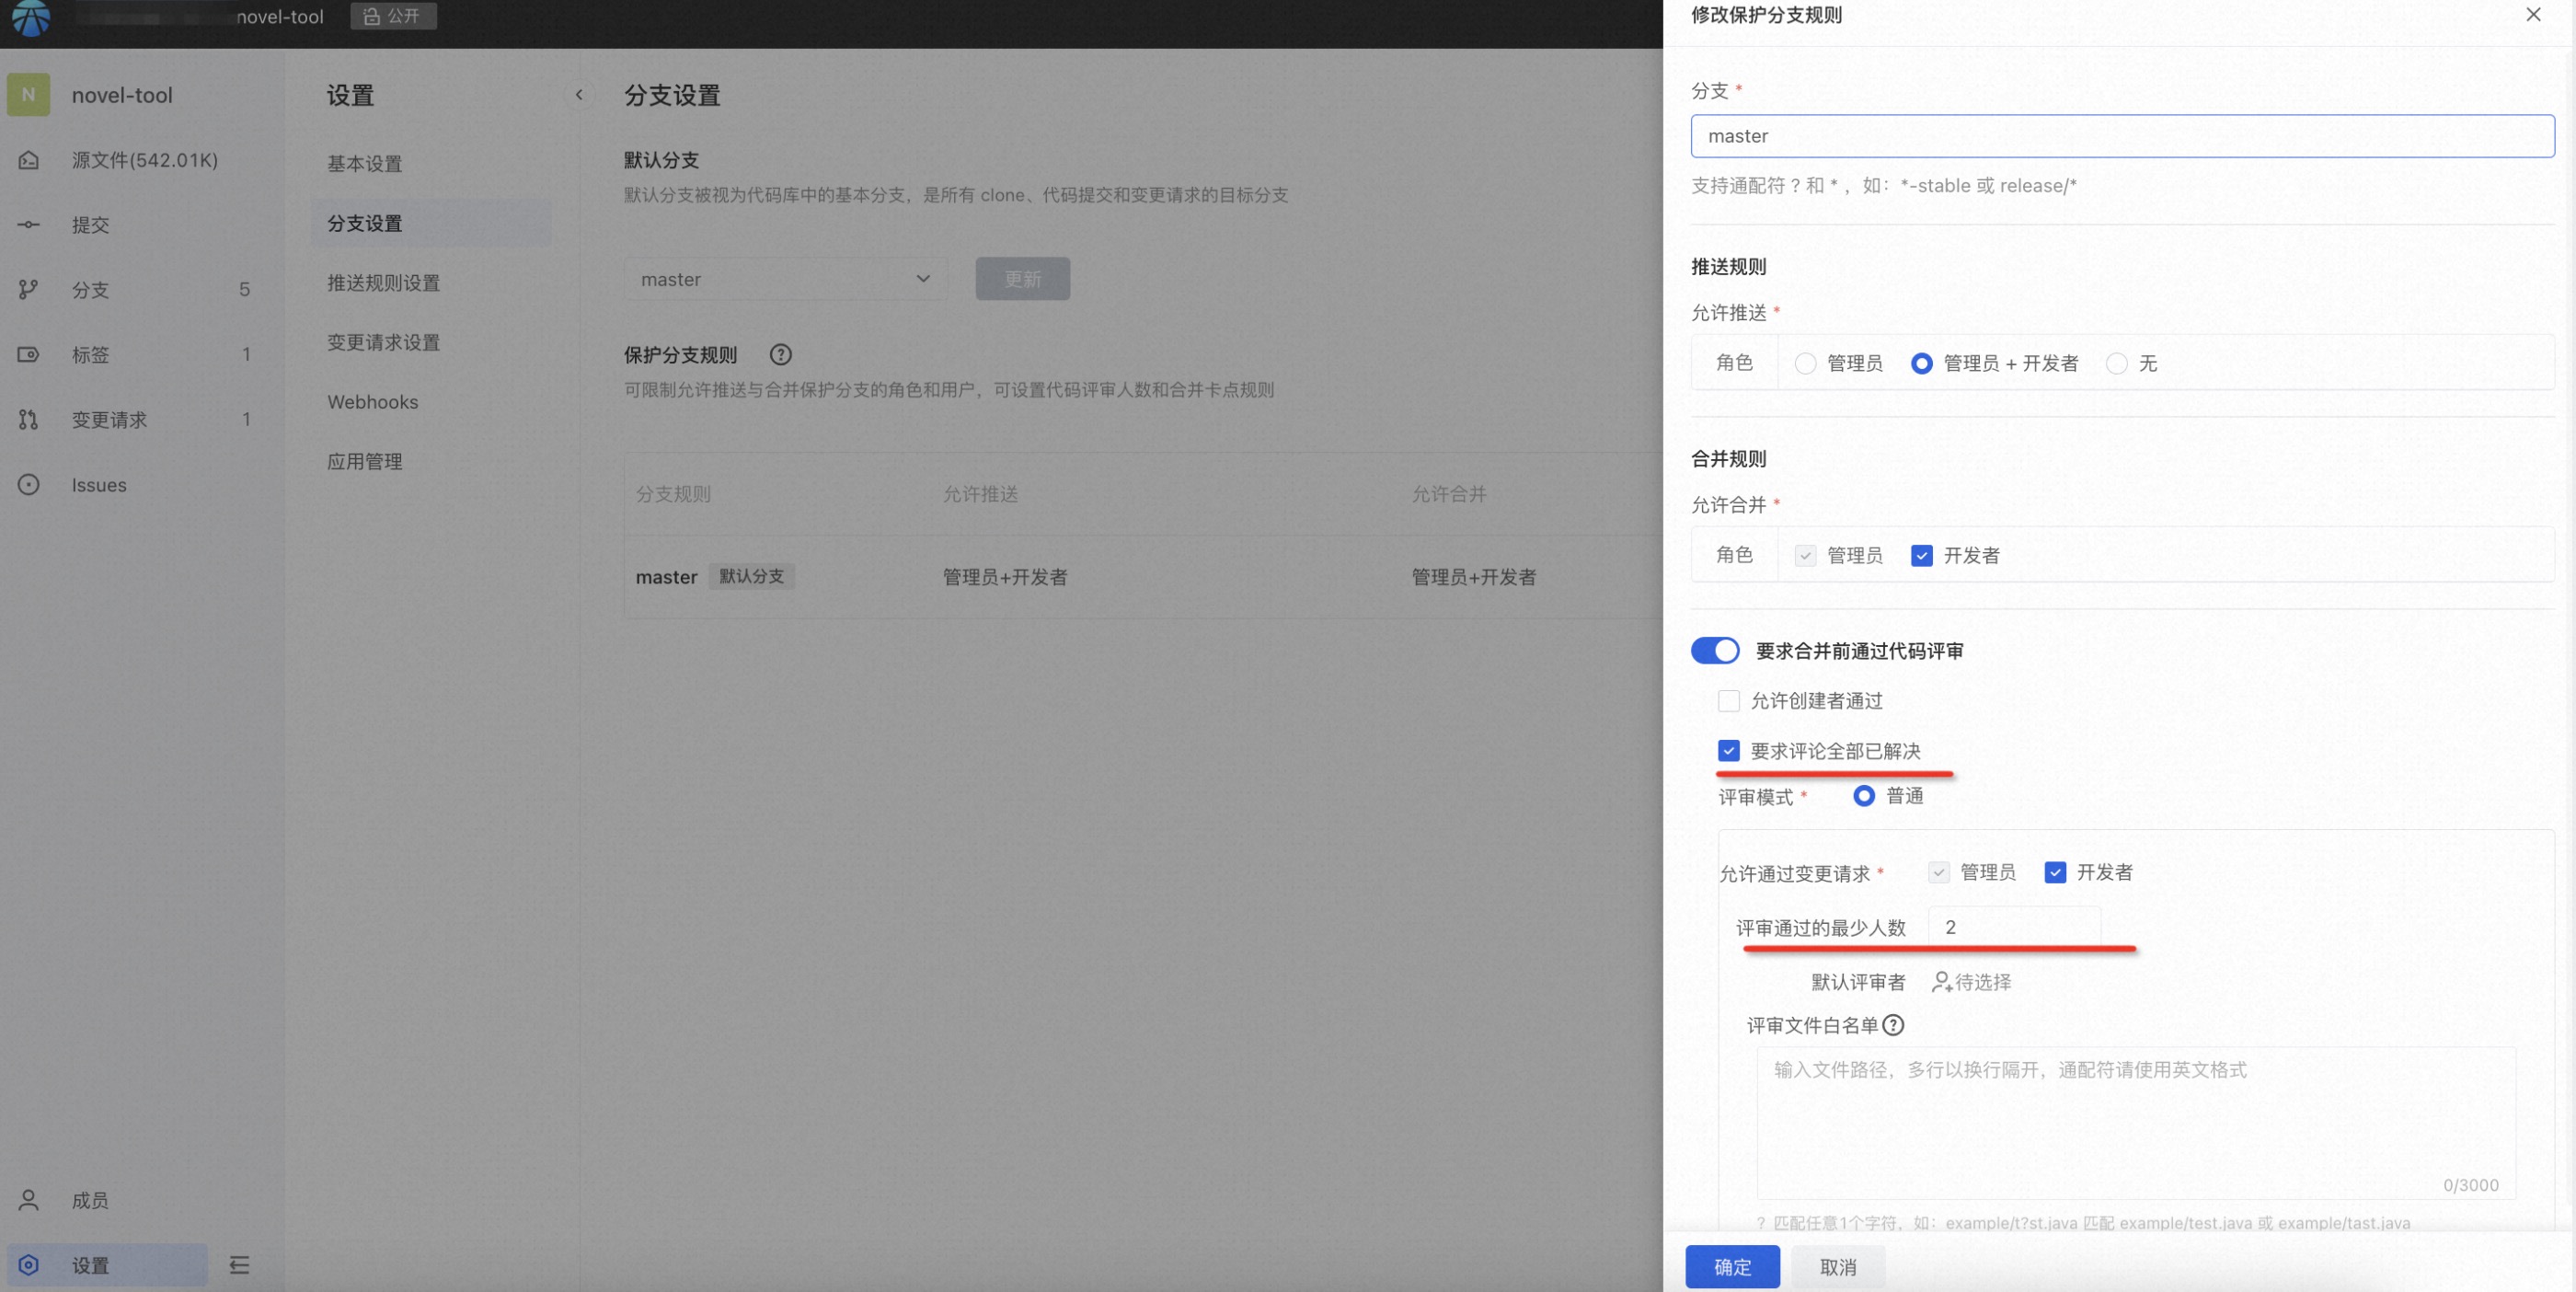 novel-tool 公开
N novel-tool
源文件(542.01K)
提交
分支 5
标签 1
变更请求 1
Issues
成员
设置
设置
基本设置
分支设置
推送规则设置
变更请求设置
Webhooks
应用管理
分支设置
默认分支
默认分支被视为代码库中的基本分支，是所有 clone、代码提交和变更请求的目标分支
master 更新
保护分支规则 ?
可限制允许推送与合并保护分支的角色和用户，可设置代码评审人数和合并卡点规则
分支规则 允许推送 允许合并
master 默认分支 管理员+开发者 管理员+开发者
修改保护分支规则
分支 *
master
支持通配符 ? 和 * ，如：*-stable 或 release/*
推送规则
允许推送 *
角色 管理员 管理员 + 开发者 无
合并规则
允许合并 *
角色 管理员 开发者
要求合并前通过代码评审
允许创建者通过
要求评论全部已解决
评审模式 * 普通
允许通过变更请求 * 管理员 开发者
评审通过的最少人数 2
默认评审者 待选择
评审文件白名单 ?
输入文件路径，多行以换行隔开，通配符请使用英文格式
0/3000
? 匹配任意1个字符，如：example/t?st.java 匹配 example/test.java 或 example/tast.java
确定 取消